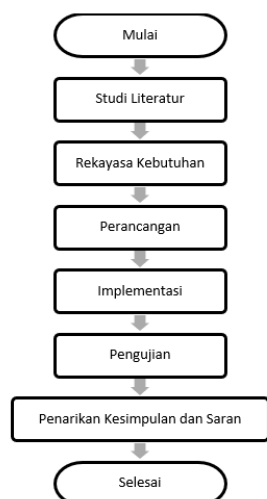 Mulai
Studi Literatur
Rekayasa Kebutuhan
Perancangan
Implementasi
Pengujian
Penarikan Kesimpulan dan Saran
Selesai